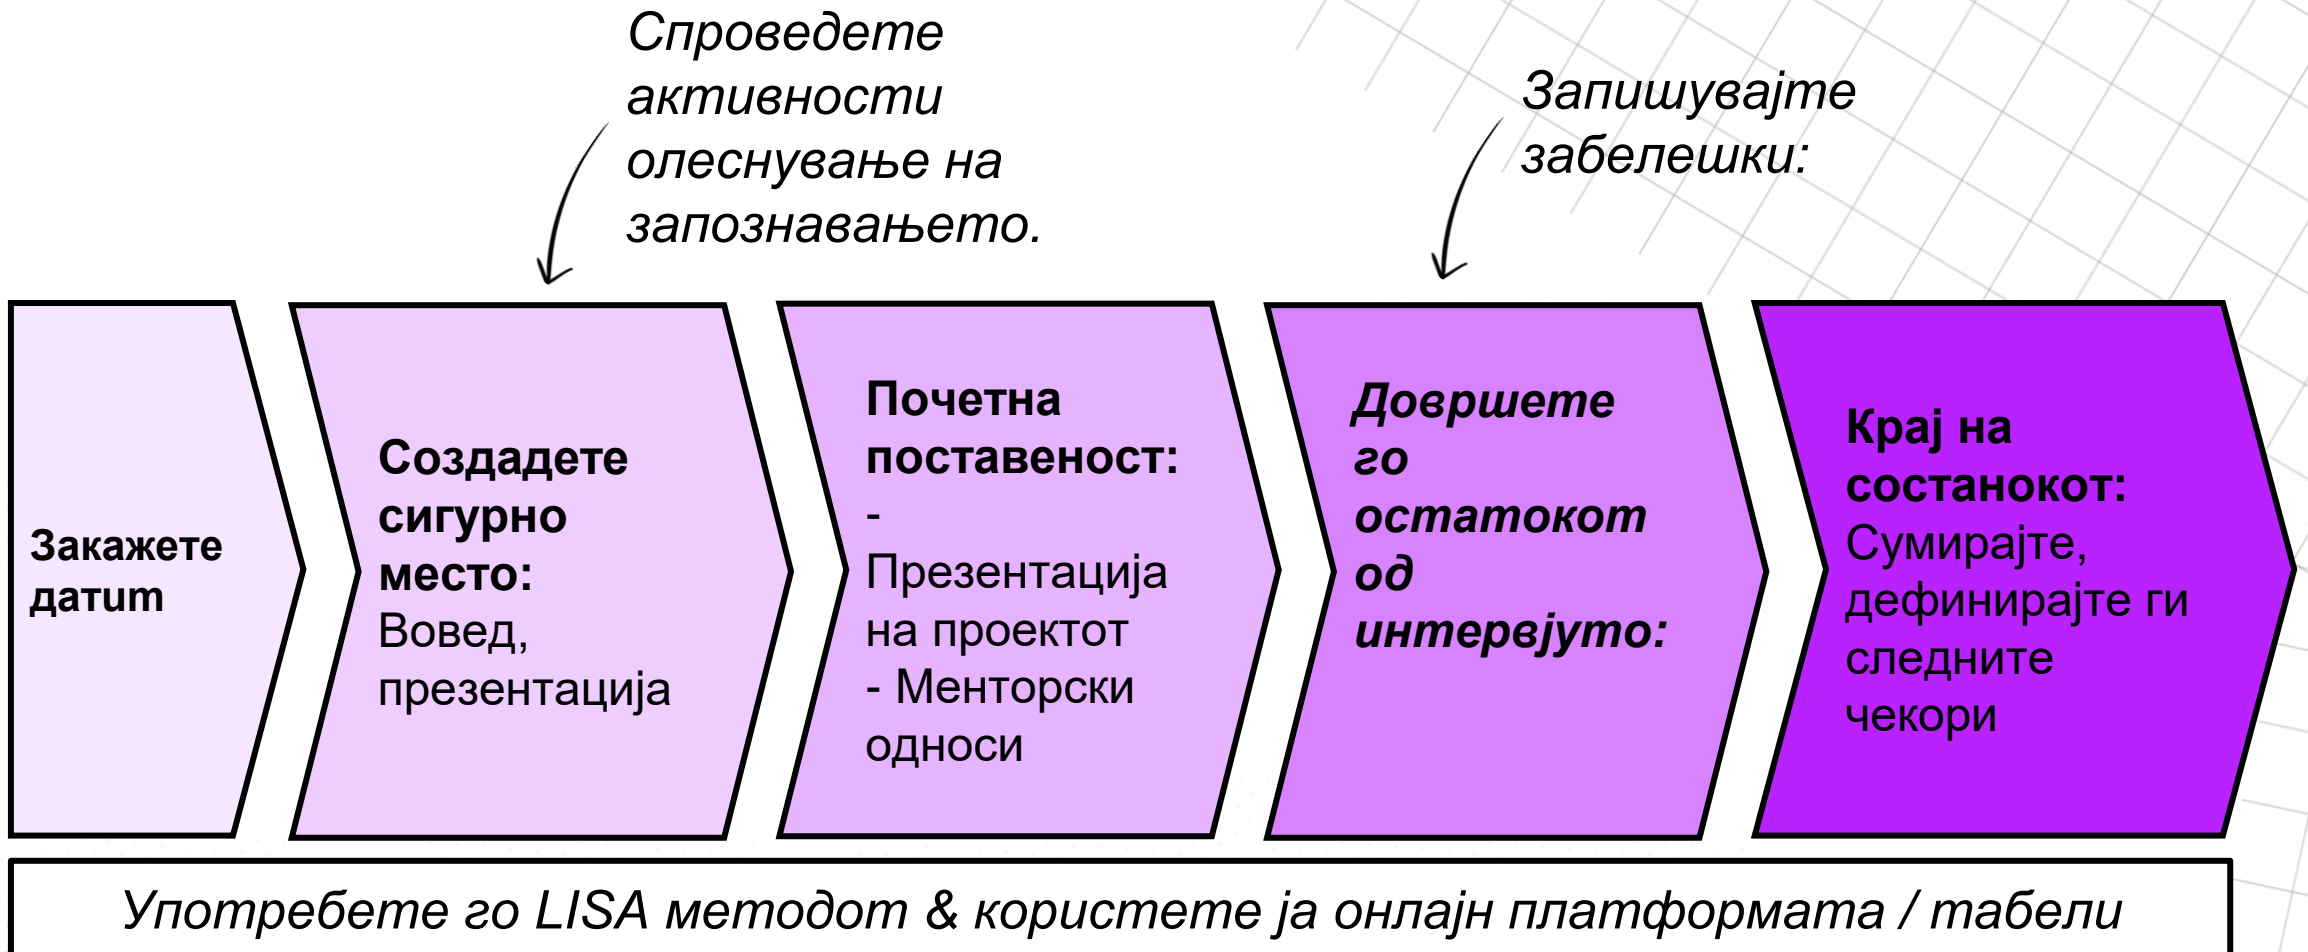 Спроведете
активности
олеснување на
запознавањето.
Запишувајте
забелешки:
Закажете
датum
Создадете
сигурно
место:
Вовед,
презентација
Почетна
поставеност:
-
Презентација
на проектот
- Менторски
односи
Довршете
го
остатокот
од
интервјуто:
Крај на
состанокот:
Сумирајте,
дефинирајте ги
следните
чекори
Употребете го LISA методот & користете ја онлајн платформата / табели